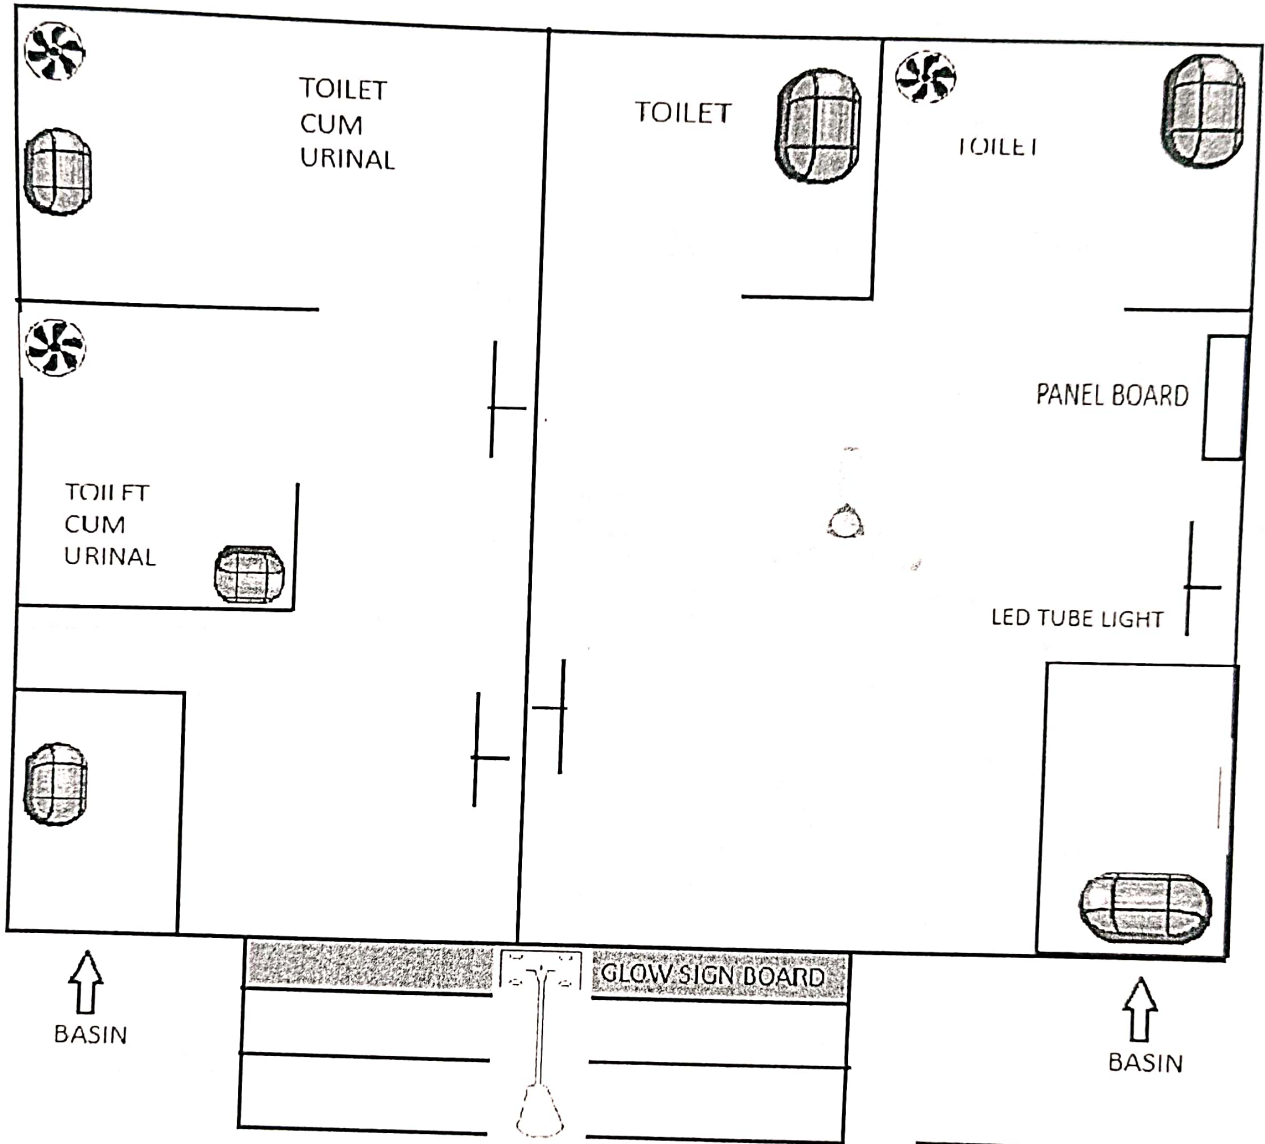 TOILET
CUM
URINAL
TOILET
TOILET
PANEL BOARD
TOILET
CUM
URINAL
LED TUBE LIGHT
GLOW SIGN BOARD
BASIN
BASIN